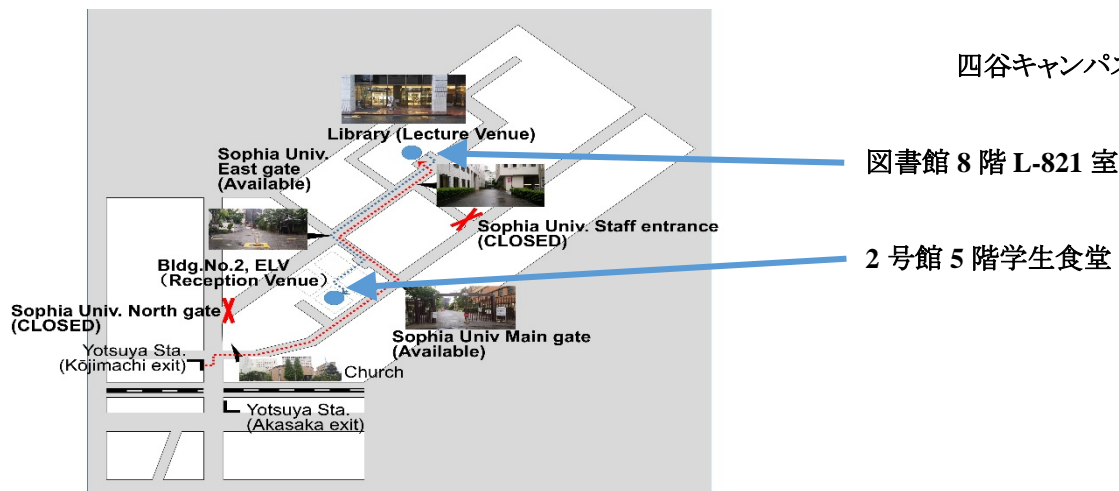 四谷キャンパス
Library (Lecture Venue)
図書館 8 階 L-821 室
Sophia Univ.
East gate
(Available)
Sophia Univ. Staff entrance
(CLOSED)
2 号館 5 階学生食堂
Bldg.No.2, ELV
（Reception Venue）
Sophia Univ. North gate
(CLOSED)
Sophia Univ Main gate
(Available)
Yotsuya Sta.
(Kōjimachi exit)
Church
Yotsuya Sta.
(Akasaka exit)